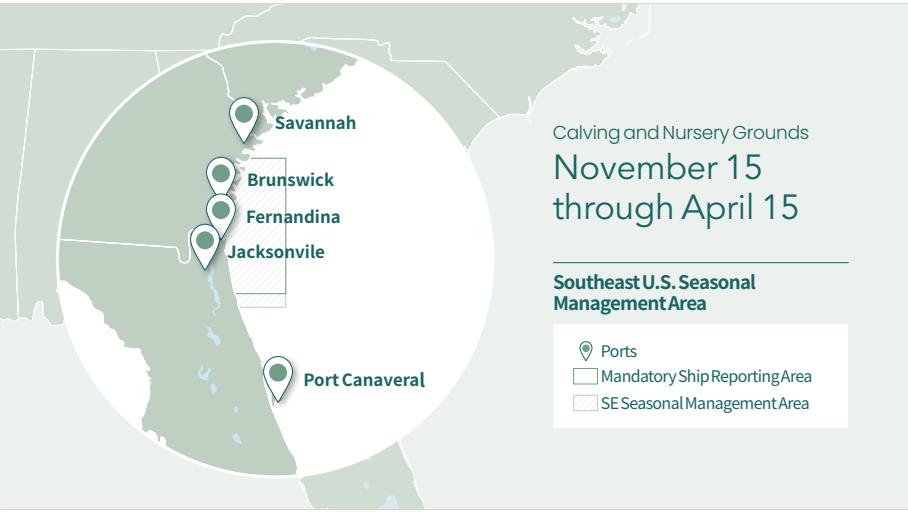 Savannah
Brunswick
Fernandina
Jacksonvile
Port Canaveral
Calving and Nursery Grounds
November 15
through April 15
Southeast U.S. Seasonal
Management Area
Ports
Mandatory Ship Reporting Area
SE Seasonal Management Area